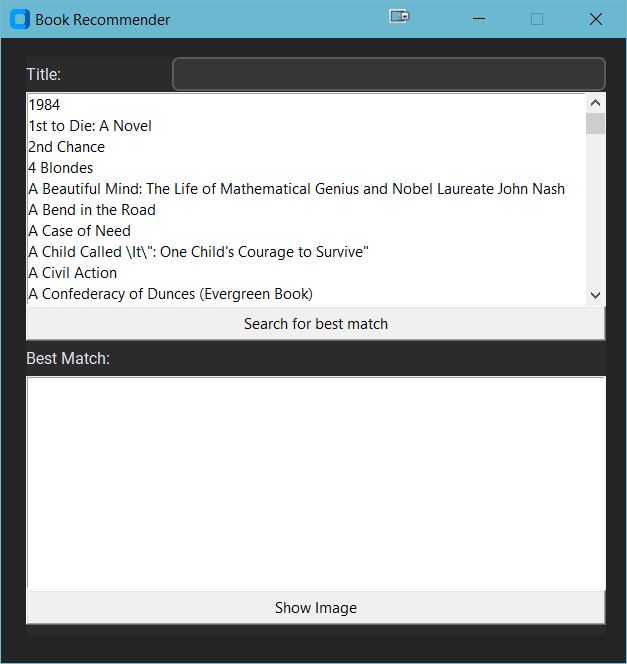 Book Recommender
Title:
1984
1st to Die: A Novel
2nd Chance
4 Blondes
A Beautiful Mind: The Life of Mathematical Genius and Nobel Laureate John Nash
A Bend in the Road
A Case of Need
A Child Called \It\": One Child's Courage to Survive"
A Civil Action
A Confederacy of Dunces (Evergreen Book)
Search for best match
Best Match:
Show Image